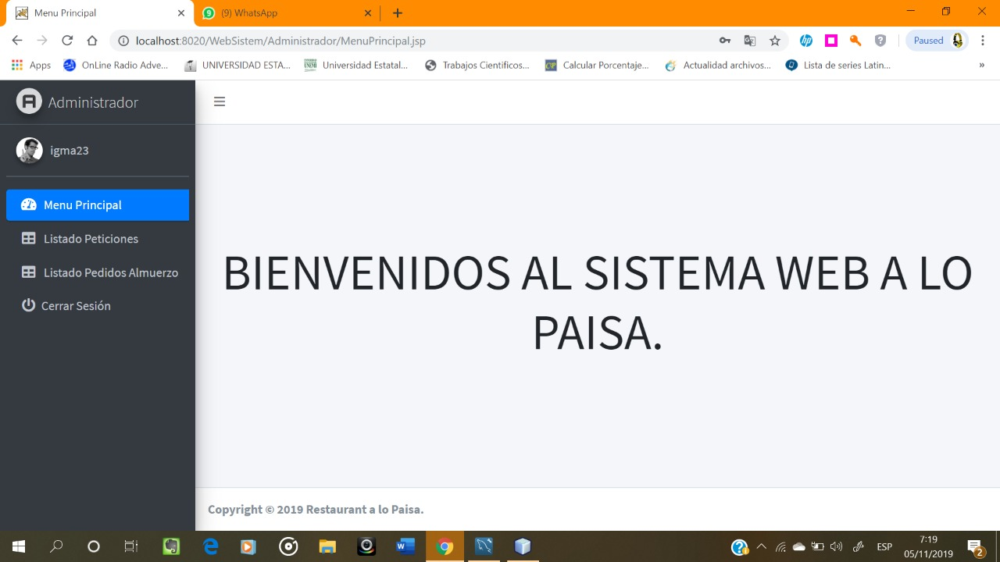 Menu Principal
(9) WhatsApp
localhost:8020/WebSistem/Administrador/MenuPrincipal.jsp
Paused
Apps
OnLine Radio Adve...
UNIVERSIDAD ESTA...
Universidad Estatal...
Trabajos Cientificos...
Calcular Porcentaje...
Actualidad archivos...
Lista de series Latin...
»
A Administrador
igma23
Menu Principal
Listado Peticiones
Listado Pedidos Almuerzo
Cerrar Sesión
BIENVENIDOS AL SISTEMA WEB A LO
PAISA.
Copyright © 2019 Restaurant a lo Paisa.
ESP
7:19
05/11/2019
2